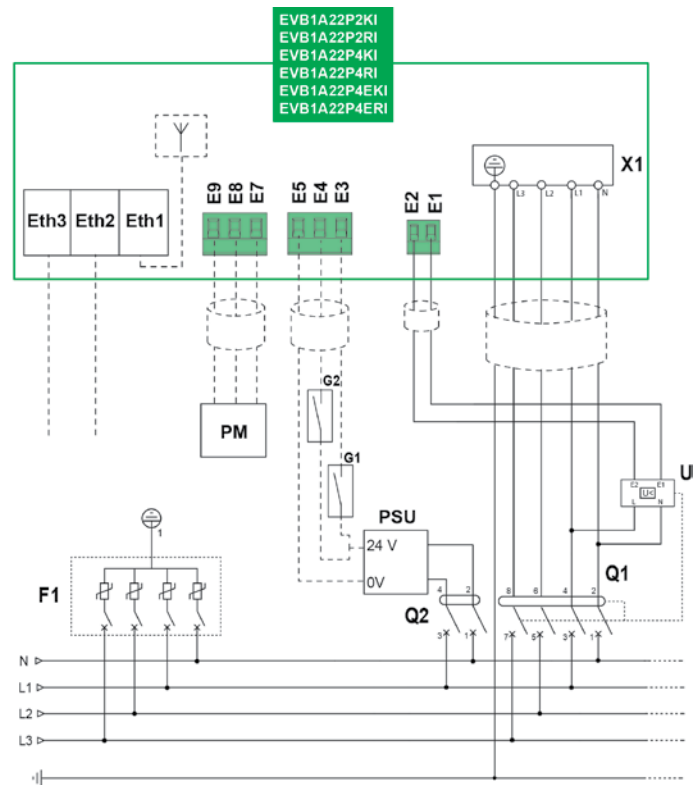 EVB1A22P2KI
EVB1A22P2RI
EVB1A22P4KI
EVB1A22P4RI
EVB1A22P4EKI
EVB1A22P4ERI
X1
L3 L2 L1 N
E9 E8 E7 E5 E4 E3 E2 E1
Eth3 Eth2 Eth1
G2
PM
G1
U
E2 E1
U<
L N
PSU
24 V
0V
1
F1
Q1
Q2
4 2
8 6 4 2
3 1
7 5 3 1
N
L1
L2
L3